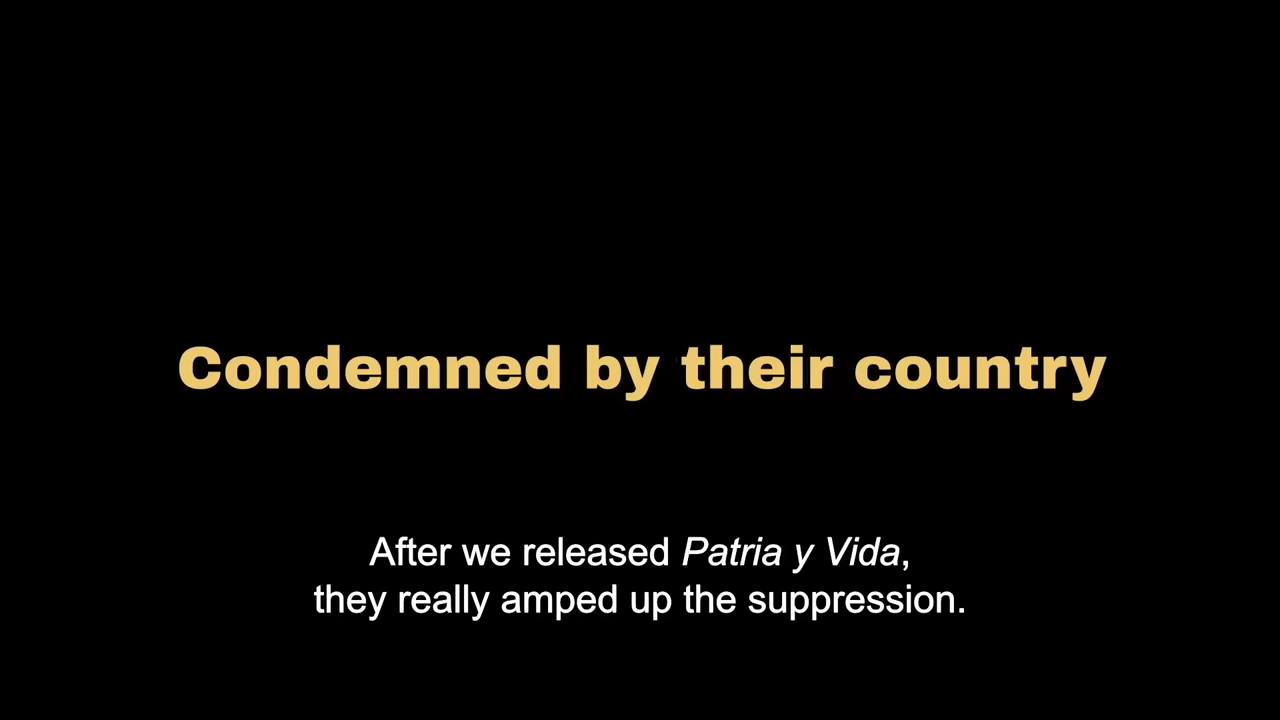 Condemned by their country
After we released Patria y Vida,
they really amped up the suppression.